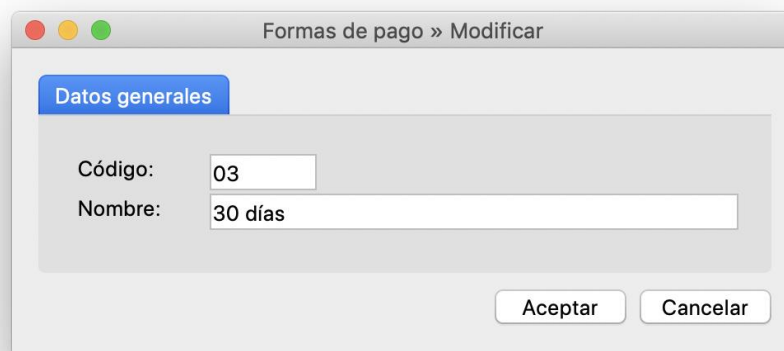 Formas de pago » Modificar
Datos generales
Código: 03
Nombre: 30 días
Aceptar Cancelar